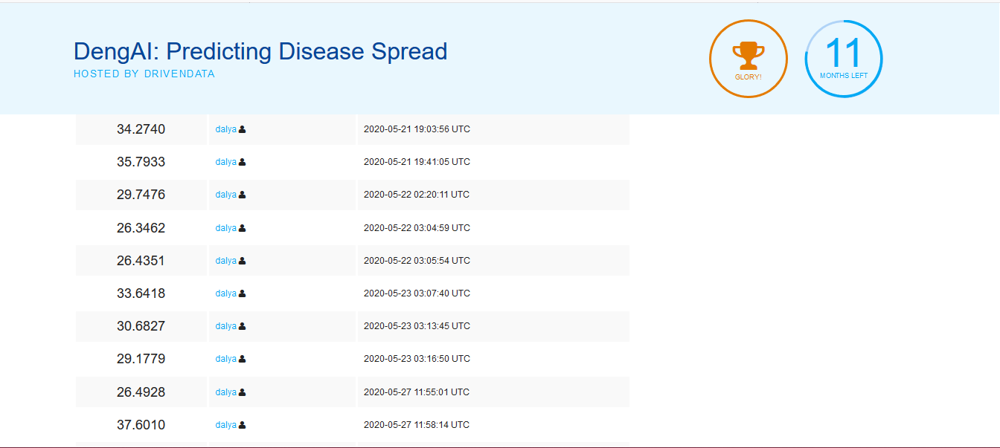 DengAI: Predicting Disease Spread
HOSTED BY DRIVENDATA
GLORY!
11
MONTHS LEFT
34.2740 dalya 2020-05-21 19:03:56 UTC
35.7933 dalya 2020-05-21 19:41:05 UTC
29.7476 dalya 2020-05-22 02:20:11 UTC
26.3462 dalya 2020-05-22 03:04:59 UTC
26.4351 dalya 2020-05-22 03:05:54 UTC
33.6418 dalya 2020-05-23 03:07:40 UTC
30.6827 dalya 2020-05-23 03:13:45 UTC
29.1779 dalya 2020-05-23 03:16:50 UTC
26.4928 dalya 2020-05-27 11:55:01 UTC
37.6010 dalya 2020-05-27 11:58:14 UTC